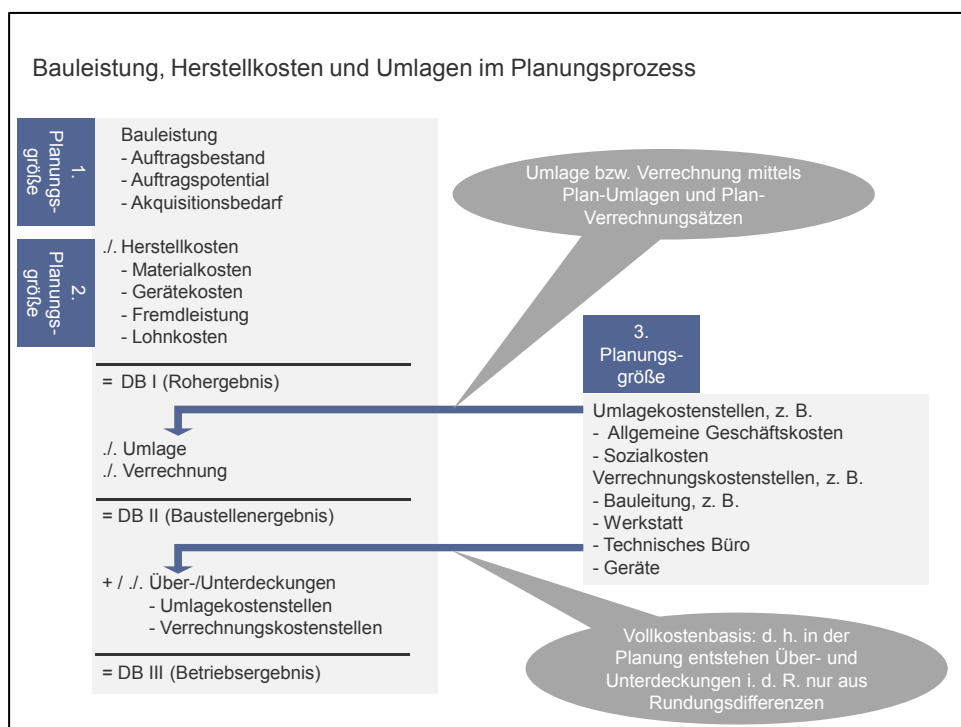 Bauleistung, Herstellkosten und Umlagen im Planungsprozess
1.
Planungs-
größe
Bauleistung
- Auftragsbestand
- Auftragspotential
- Akquisitionsbedarf
2.
Planungs-
größe
./. Herstellkosten
- Materialkosten
- Gerätekosten
- Fremdleistung
- Lohnkosten
= DB I (Rohergebnis)
./. Umlage
./. Verrechnung
= DB II (Baustellenergebnis)
+ / ./. Über-/Unterdeckungen
- Umlagekostenstellen
- Verrechnungskostenstellen
= DB III (Betriebsergebnis)
Umlage bzw. Verrechnung mittels
Plan-Umlagen und Plan-
Verrechnungsätzen
3.
Planungs-
größe
Umlagekostenstellen, z. B.
- Allgemeine Geschäftskosten
- Sozialkosten
Verrechnungskostenstellen, z. B.
- Bauleitung, z. B.
- Werkstatt
- Technisches Büro
- Geräte
Vollkostenbasis: d. h. in der
Planung entstehen Über- und
Unterdeckungen i. d. R. nur aus
Rundungsdifferenzen